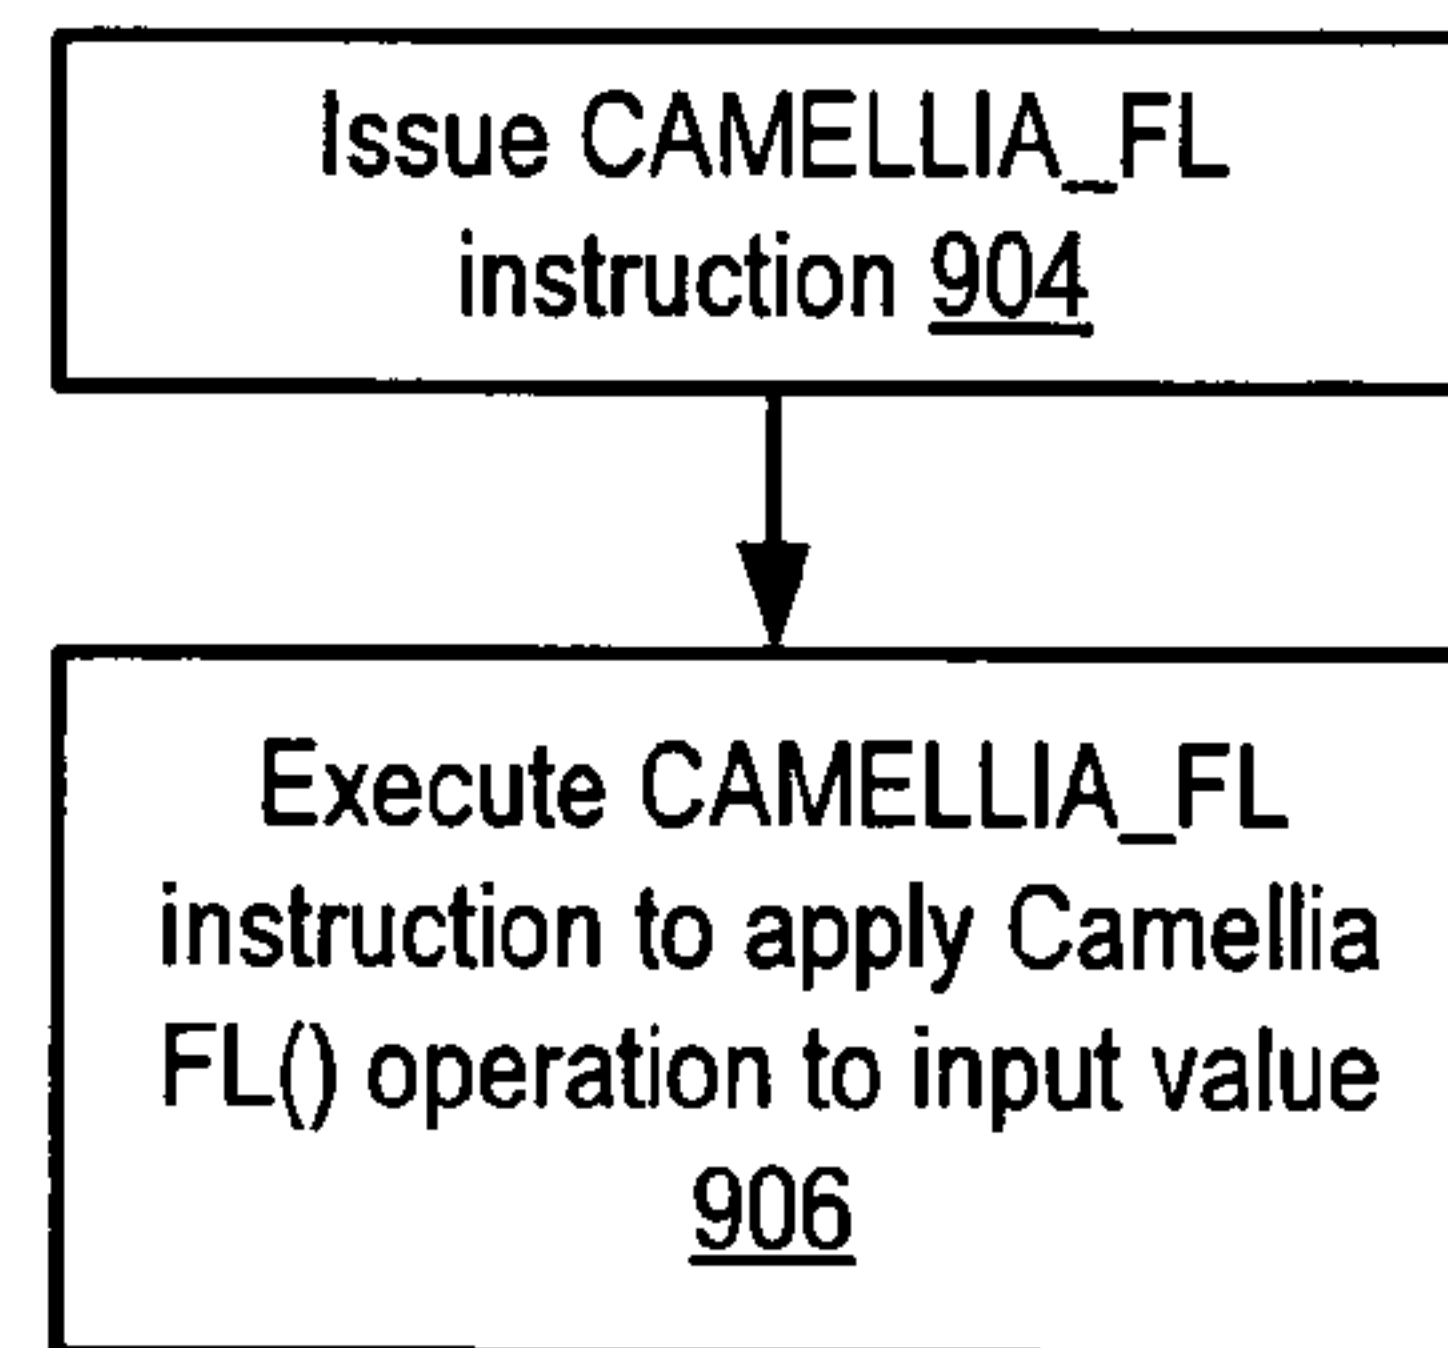 Issue CAMELLIA_FL
instruction 904
Execute CAMELLIA_FL
instruction to apply Camellia
FL() operation to input value
906